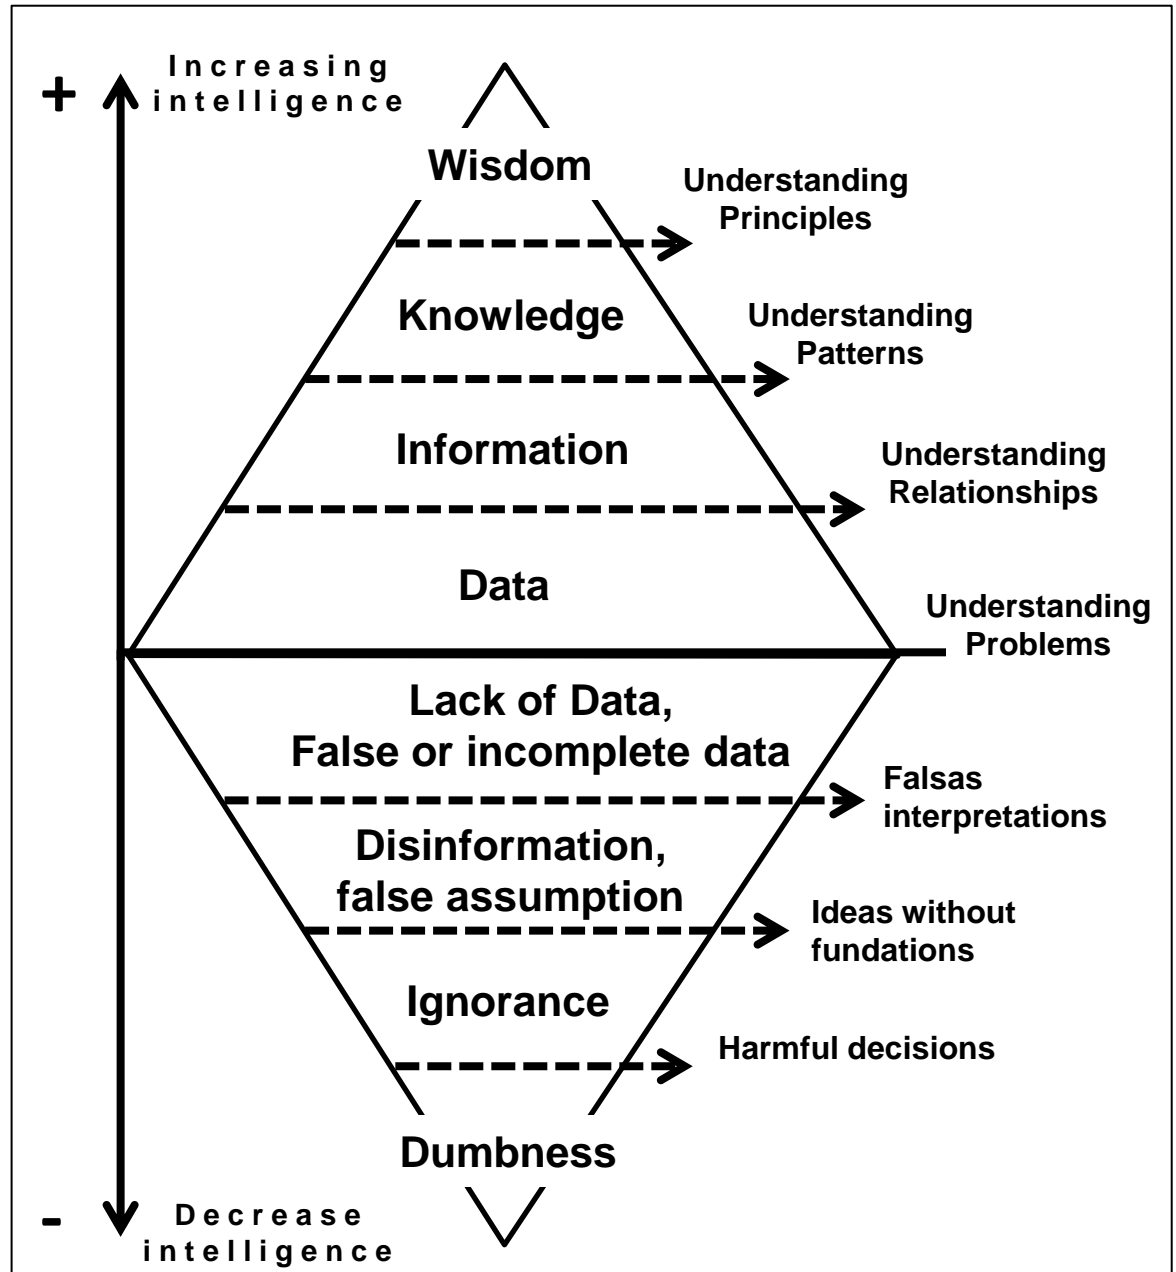 +
Increasing
intelligence
Wisdom
Understanding
Principles
Knowledge
Understanding
Patterns
Information
Understanding
Relationships
Data
Understanding
Problems
Lack of Data,
False or incomplete data
Falsas
interpretations
Disinformation,
false assumption
Ideas without
fundations
Ignorance
Harmful decisions
Dumbness
-
Decrease
intelligence